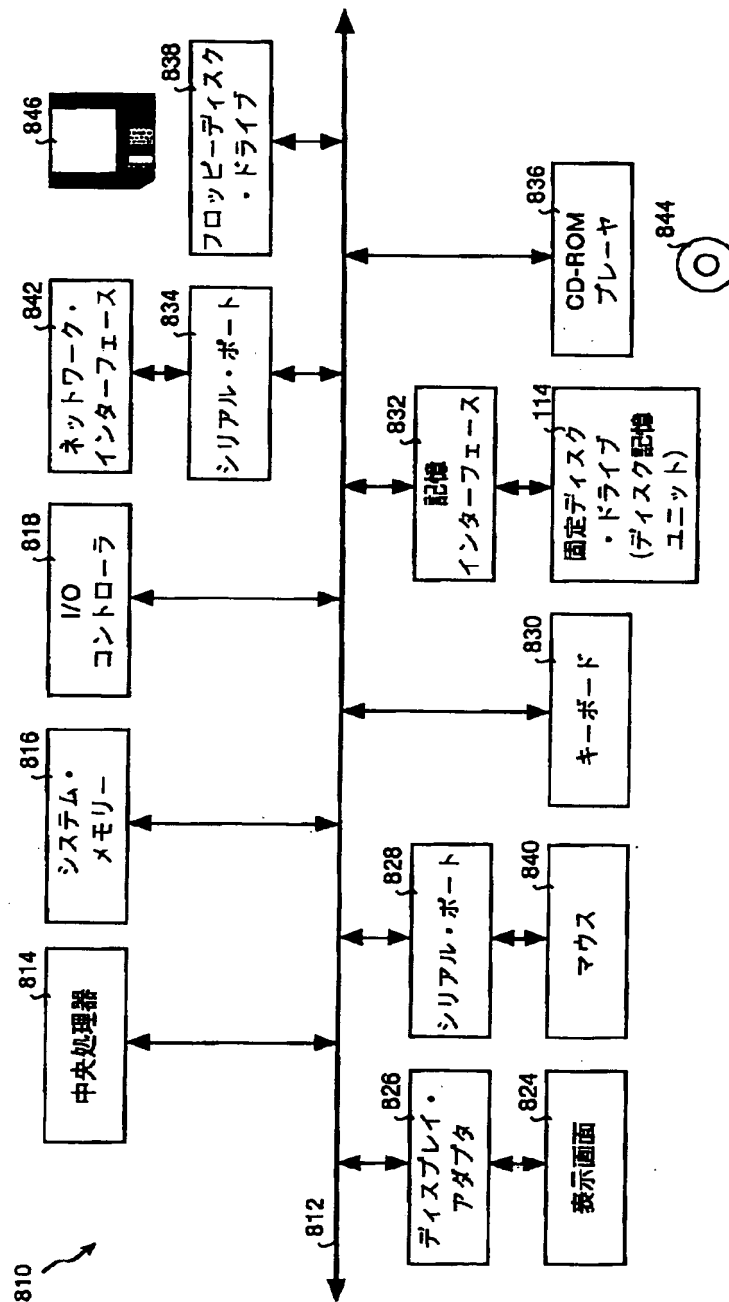 810
812
814
中央処理器
816
システム・
メモリー
818
I/O
コントローラ
842
ネットワーク・
インターフェース
834
シリアル・ポート
846
838
フロッピーディスク
・ドライブ
826
ディスプレイ・
アダプタ
824
表示画面
828
シリアル・ポート
840
マウス
830
キーボード
832
記憶
インターフェース
114
固定ディスク
・ドライブ
(ディスク記憶
ユニット)
836
CD-ROM
プレーヤ
844